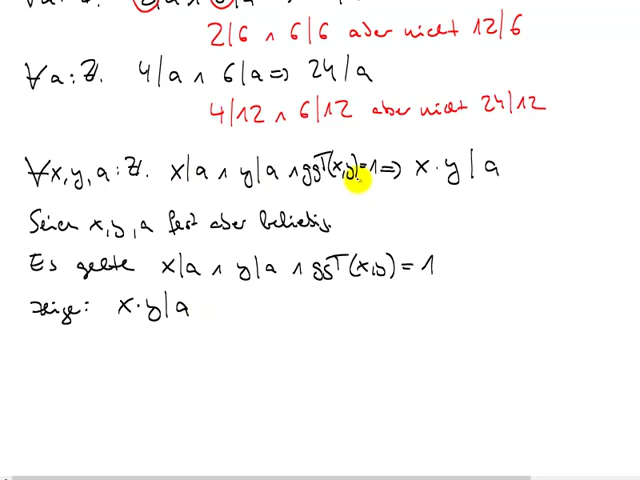 2|6 ∧ 6|6 aber nicht 12/6
∀a:ℤ. 4|a ∧ 6|a ⇒ 24|a
4|12 ∧ 6|12 aber nicht 24|12
∀x,y,a:ℤ. x|a ∧ y|a ∧ ggT(x,y)=1 ⇒ x·y|a
Seien x,y,a fest aber beliebig.
Es gelte x|a ∧ y|a ∧ ggT(x,y)=1
zeige: x·y|a